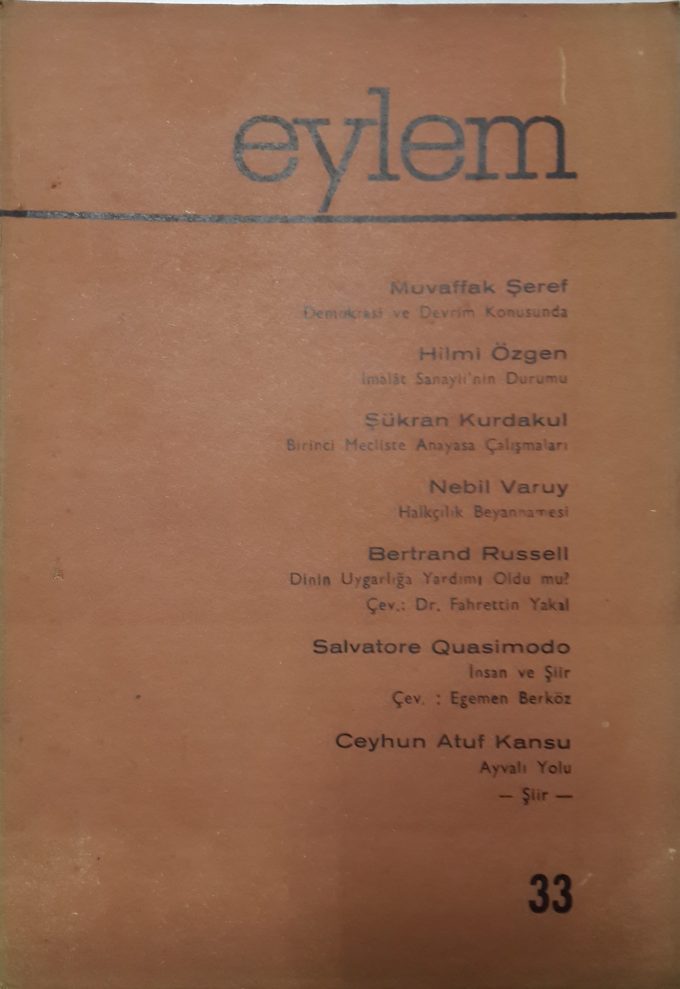 eylem
Muvaffak Şeref
Demokrasi ve Devrim Konusunda
Hilmi Özgen
İmalât Sanayii'nin Durumu
Şükran Kurdakul
Birinci Mecliste Anayasa Çalışmaları
Nebil Varuy
Halkçılık Beyannamesi
Bertrand Russell
Dinin Uygarlığa Yardımı Oldu mu?
Çev.: Dr. Fahrettin Yakal
Salvatore Quasimodo
İnsan ve Şiir
Çev. : Egemen Berköz
Ceyhun Atuf Kansu
Ayvalı Yolu
— Şiir —
33